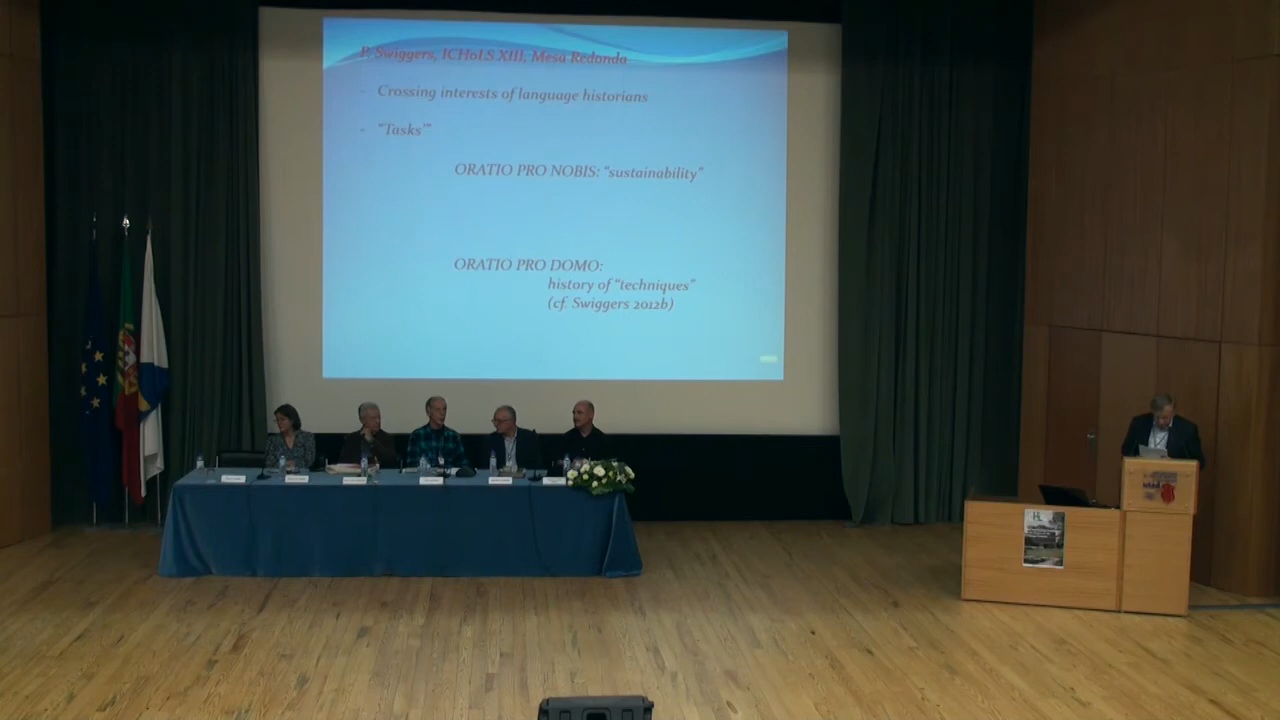 P. Swiggers, ICHoLS XIII, Mesa Redonda
- Crossing interests of language historians
- "Tasks'"
ORATIO PRO NOBIS: "sustainability"
ORATIO PRO DOMO:
history of "techniques"
(cf. Swiggers 2012b)